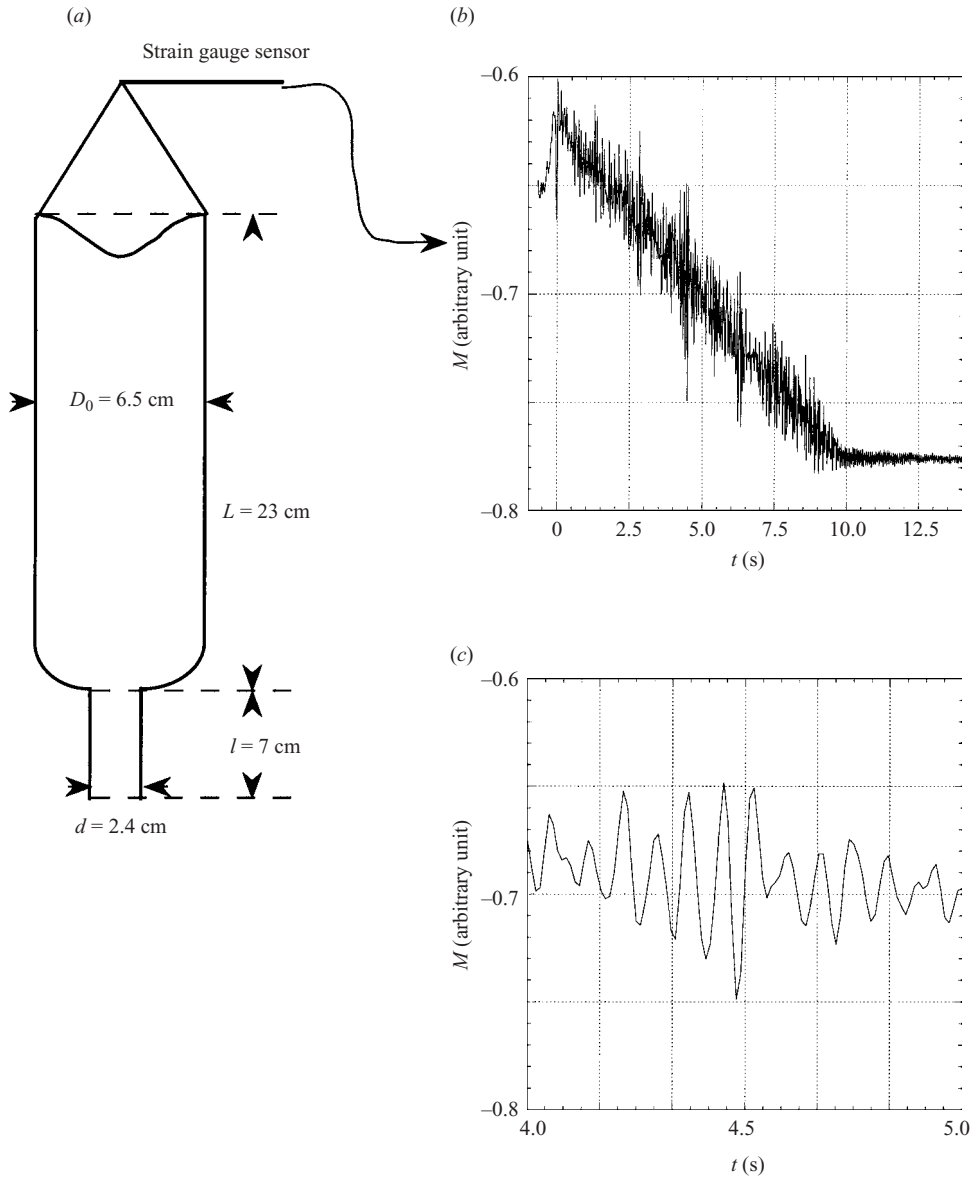 (a)
Strain gauge sensor
D0 = 6.5 cm
L = 23 cm
l = 7 cm
d = 2.4 cm
(b)
–0.6
–0.7
–0.8
M (arbitrary unit)
0 2.5 5.0 7.5 10.0 12.5
t (s)
(c)
–0.6
–0.7
–0.8
M (arbitrary unit)
4.0 4.5 5.0
t (s)